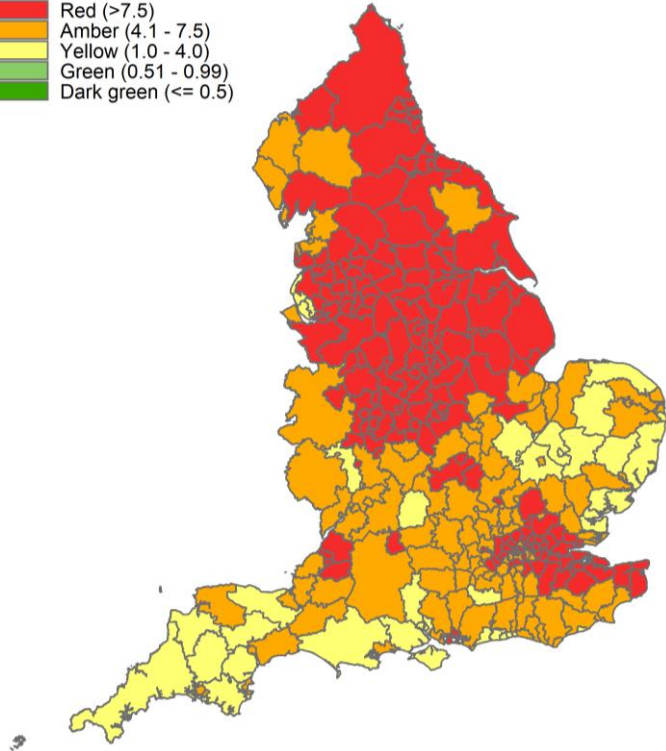 Red (>7.5)
Amber (4.1 - 7.5)
Yellow (1.0 - 4.0)
Green (0.51 - 0.99)
Dark green (<= 0.5)